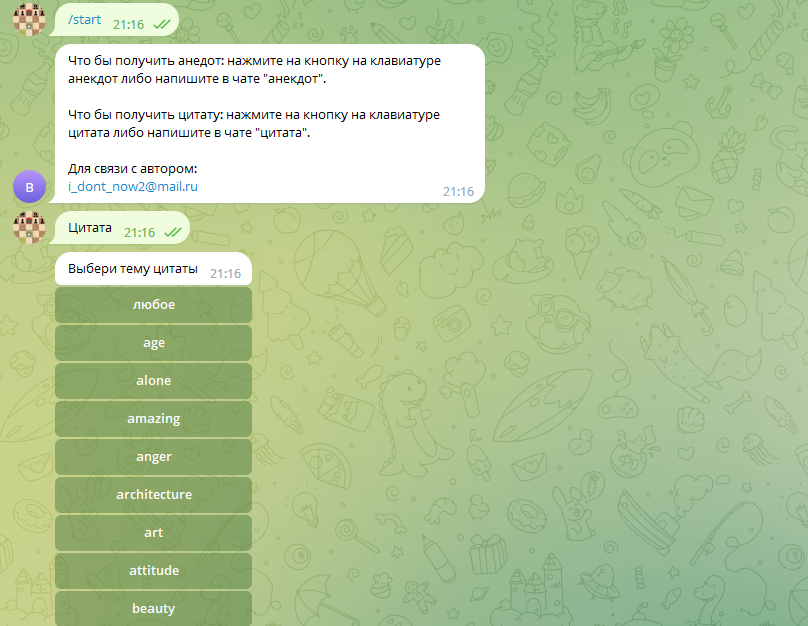 /start 21:16
Что бы получить анедот: нажмите на кнопку на клавиатуре
анекдот либо напишите в чате "анекдот".
Что бы получить цитату: нажмите на кнопку на клавиатуре
цитата либо напишите в чате "цитата".
Для связи с автором:
i_dont_now2@mail.ru
21:16
В
Цитата 21:16
Выбери тему цитаты 21:16
любое
age
alone
amazing
anger
architecture
art
attitude
beauty